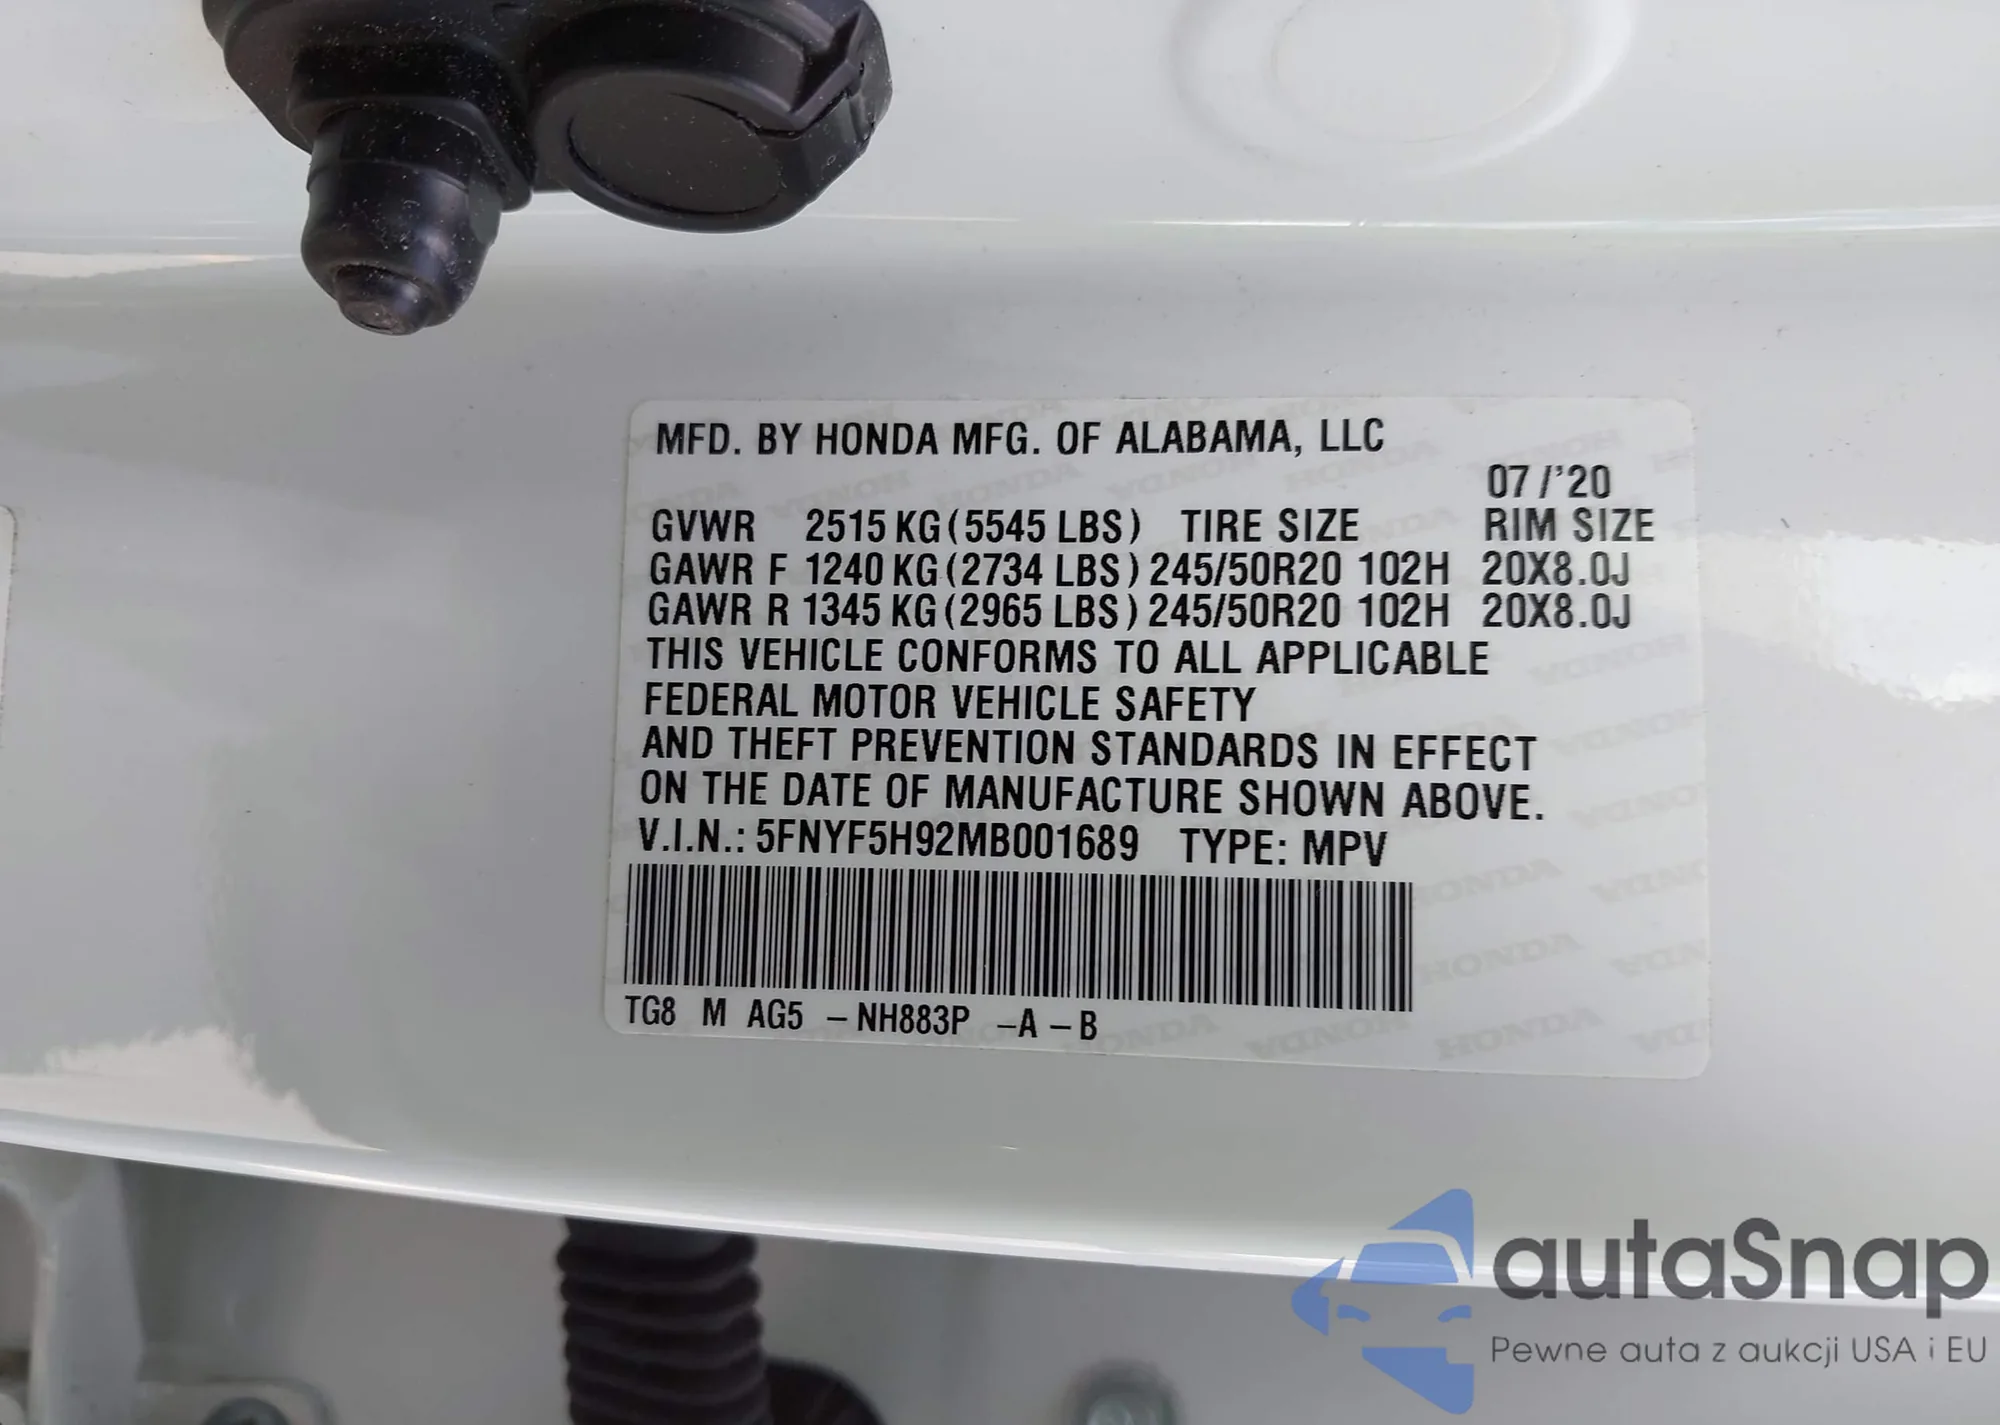 MFD. BY HONDA MFG. OF ALABAMA, LLC
07/'20
GVWR 2515 KG (5545 LBS) TIRE SIZE RIM SIZE
GAWR F 1240 KG (2734 LBS) 245/50R20 102H 20X8.0J
GAWR R 1345 KG (2965 LBS) 245/50R20 102H 20X8.0J
THIS VEHICLE CONFORMS TO ALL APPLICABLE
FEDERAL MOTOR VEHICLE SAFETY
AND THEFT PREVENTION STANDARDS IN EFFECT
ON THE DATE OF MANUFACTURE SHOWN ABOVE.
V.I.N.: 5FNYF5H92MB001689 TYPE: MPV
TG8 M AG5 –NH883P –A –B
autaSnap
Pewne auta z aukcji USA i EU